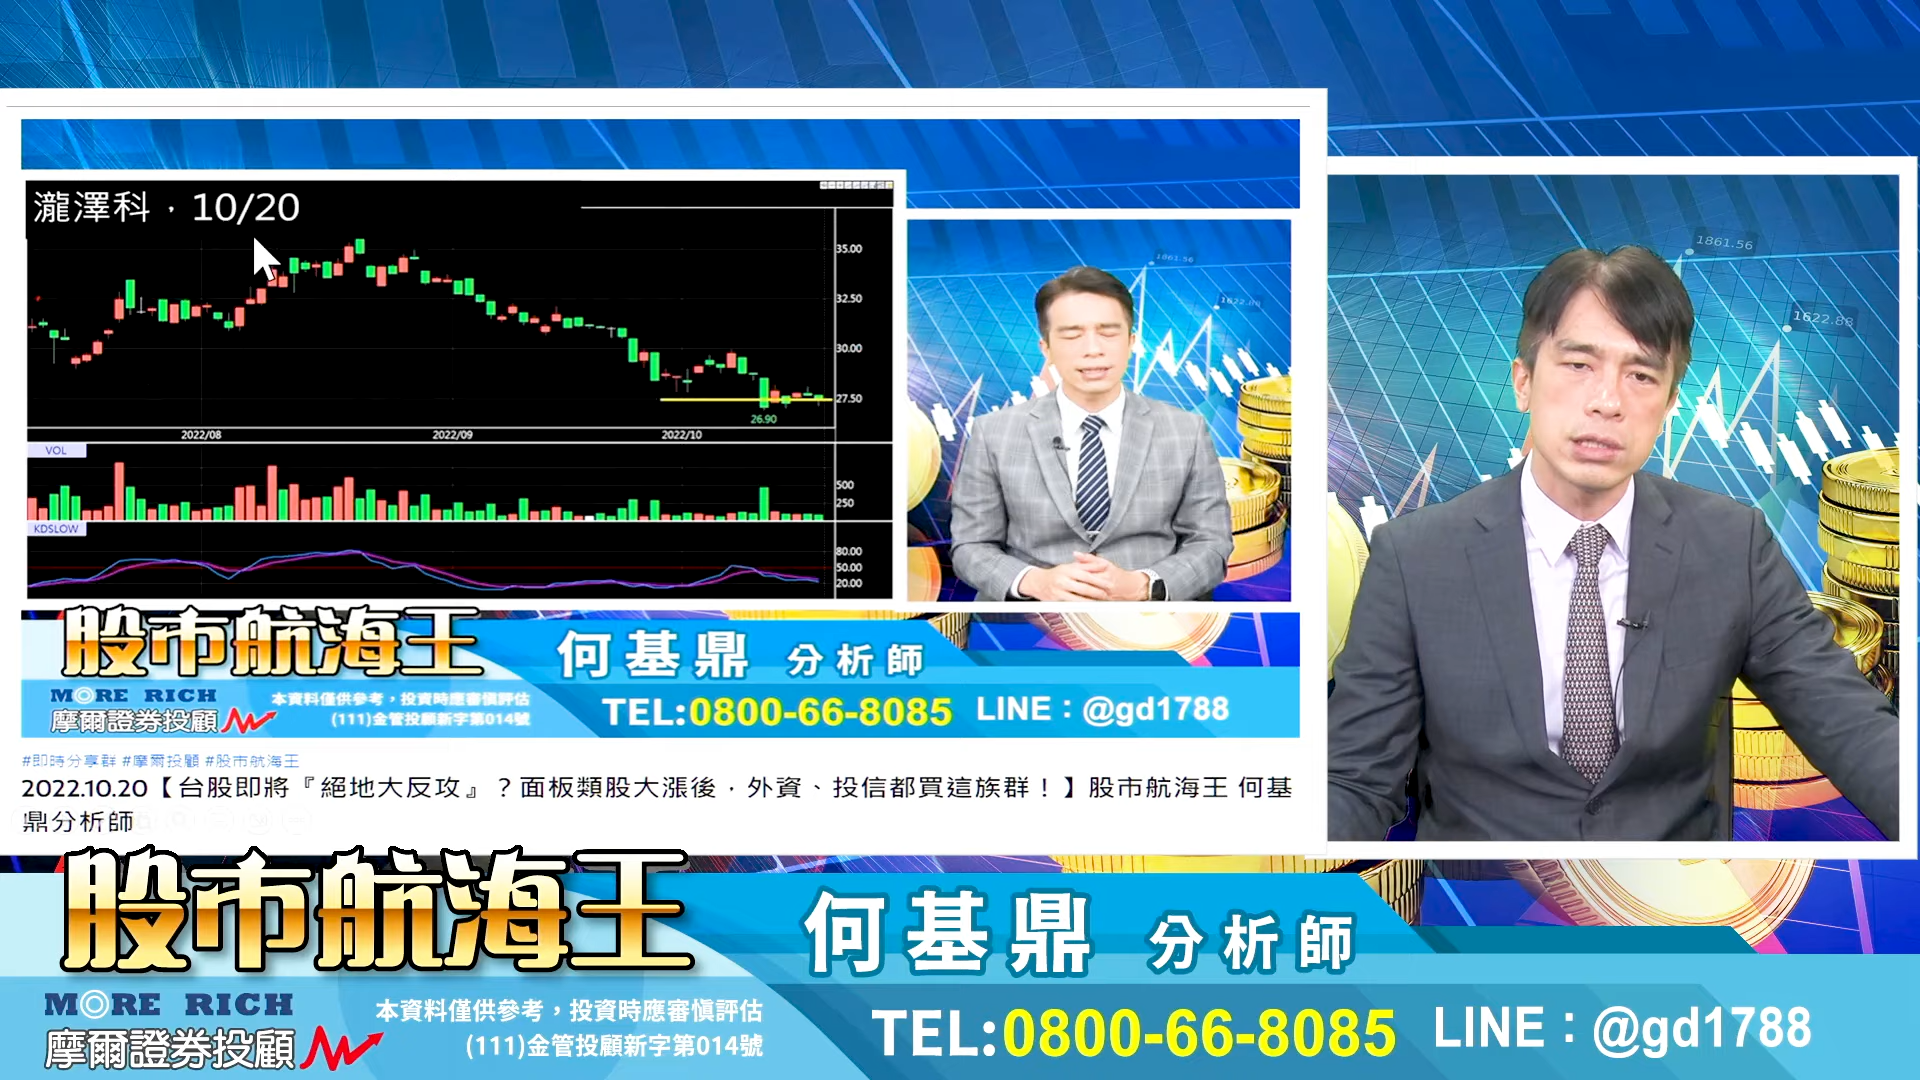 瀧澤科．10/20
35.00
32.50
30.00
27.50
26.90
2022/08
2022/09
2022/10
VOL
500
250
KDSLOW
80.00
50.00
20.00
1861.56
1622.88
股市航海王
何基鼎 分析師
MORE RICH
摩爾證券投顧
本資料僅供參考，投資時應審慎評估
(111)金管投顧新字第014號
TEL:0800-66-8085
LINE：@gd1788
#即時分享群 #摩爾投顧 #股市航海王
2022.10.20【台股即將『絕地大反攻』？面板類股大漲後．外資、投信都買這族群！】股市航海王 何基
鼎分析師
1861.56
1622.88
股市航海王
何基鼎 分析師
MORE RICH
摩爾證券投顧
本資料僅供參考，投資時應審慎評估
(111)金管投顧新字第014號
TEL:0800-66-8085
LINE：@gd1788